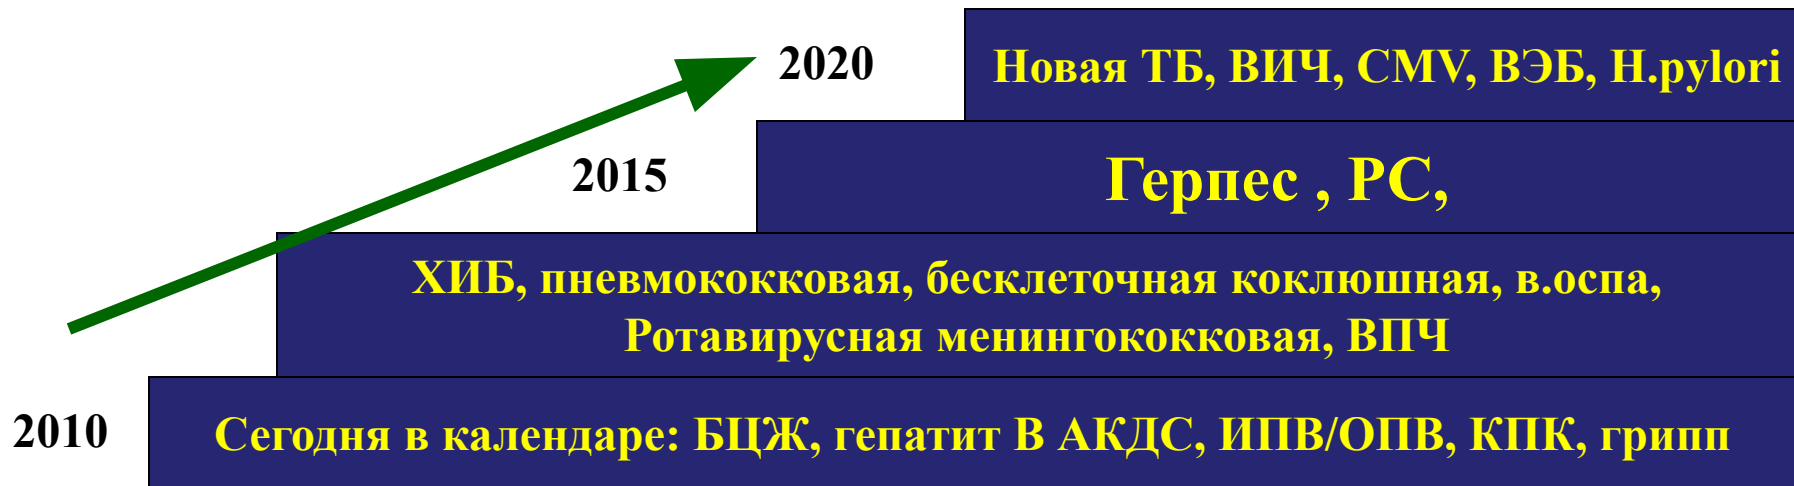 2020
Новая ТБ, ВИЧ, CMV, ВЭБ, H.pylori
2015
Герпес , РС,
ХИБ, пневмококковая, бесклеточная коклюшная, в.оспа,
Ротавирусная менингококковая, ВПЧ
2010
Сегодня в календаре: БЦЖ, гепатит В АКДС, ИПВ/ОПВ, КПК, грипп